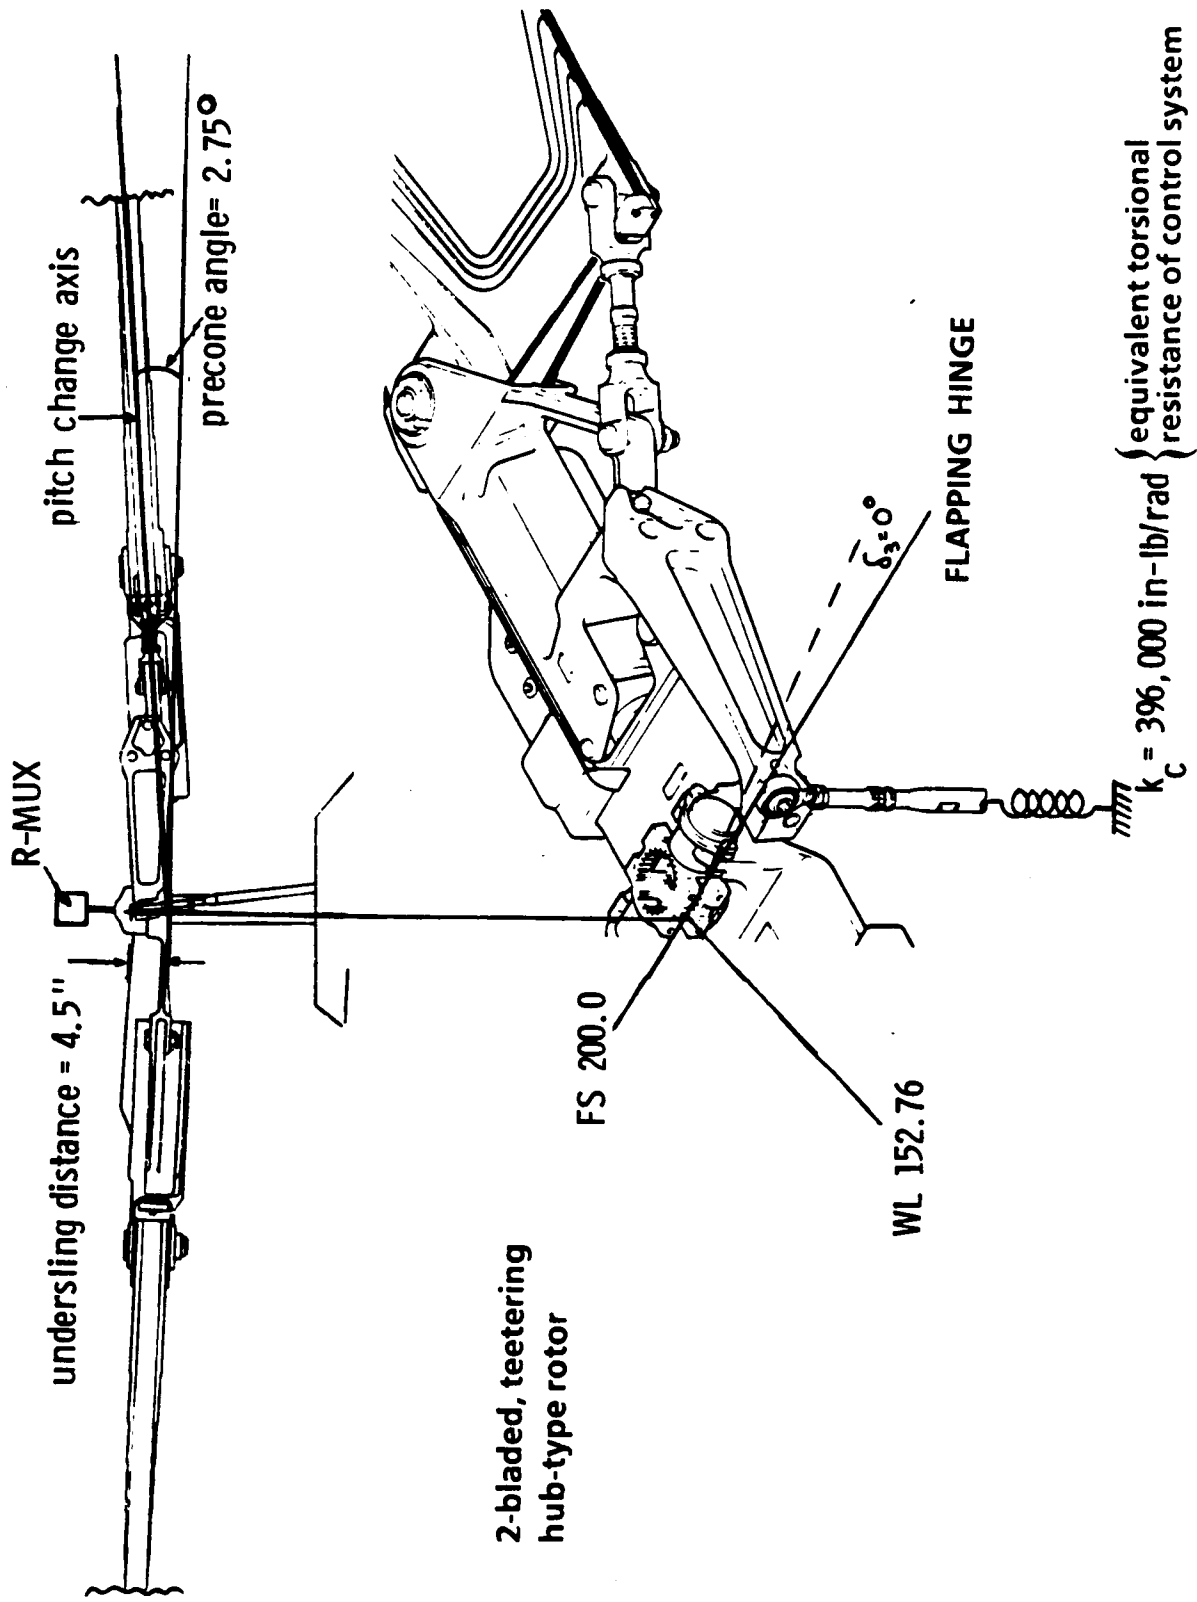 R-MUX
undersling distance = 4.5"
pitch change axis
precone angle= 2.75°
2-bladed, teetering
hub-type rotor
FS 200.0
WL 152.76
δ₃=0°
FLAPPING HINGE
k_C = 396,000 in-lb/rad { equivalent torsional
resistance of control system